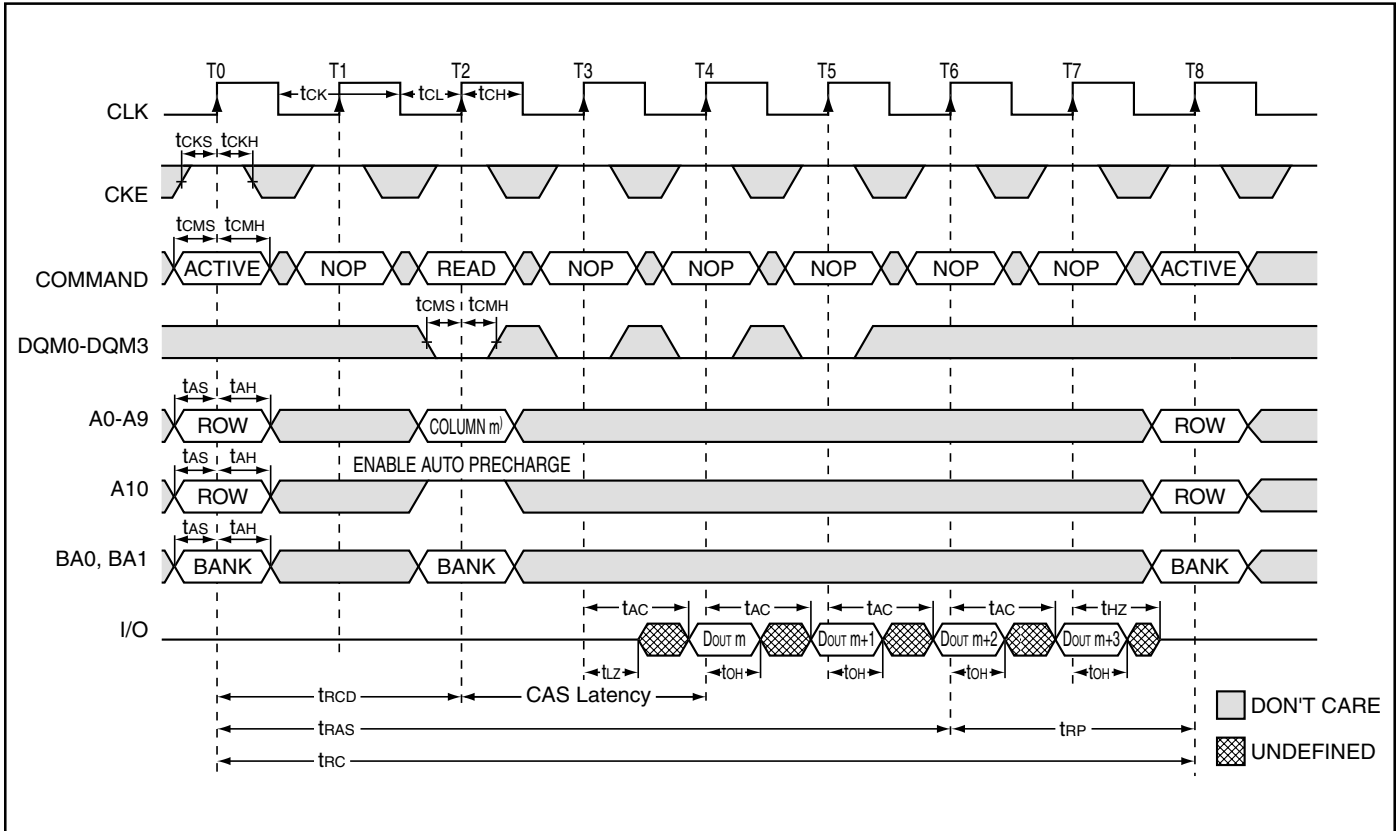 T0 T1 T2 T3 T4 T5 T6 T7 T8
tCK tCL tCH
CLK
tCKS tCKH
CKE
tCMS tCMH
COMMAND ACTIVE NOP READ NOP NOP NOP NOP NOP ACTIVE
tCMS tCMH
DQM0-DQM3
tAS tAH
A0-A9 ROW COLUMN m) ROW
tAS tAH ENABLE AUTO PRECHARGE
A10 ROW ROW
tAS tAH
BA0, BA1 BANK BANK BANK
tAC tAC tAC tAC tHZ
I/O DOUT m DOUT m+1 DOUT m+2 DOUT m+3
tLZ tOH tOH tOH tOH
tRCD CAS Latency
DON'T CARE
tRAS tRP
UNDEFINED
tRC